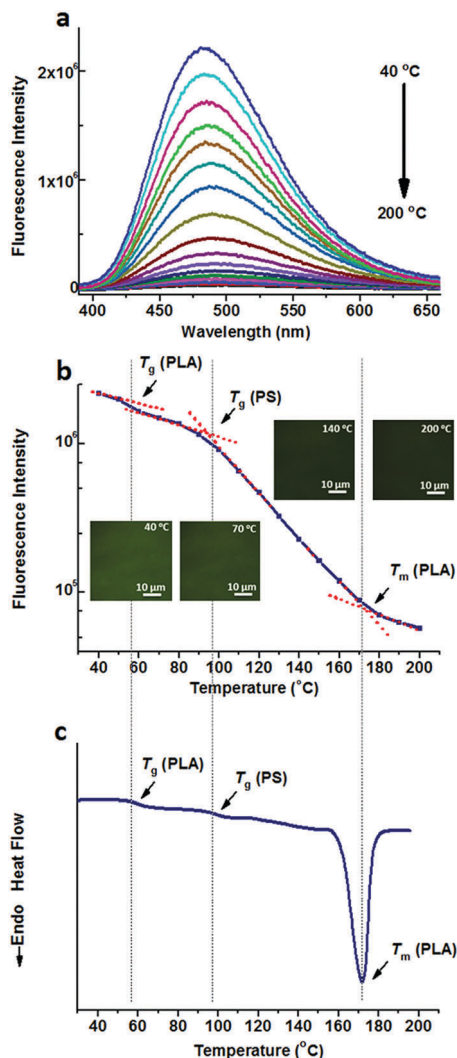 a
2x10⁶
1x10⁶
0
Fluorescence Intensity
40 °C
200 °C
400 450 500 550 600 650
Wavelength (nm)
b
Tg (PLA)
Tg (PS)
10⁶
10⁵
Fluorescence Intensity
140 °C
10 μm
200 °C
10 μm
40 °C
10 μm
70 °C
10 μm
Tm (PLA)
40 60 80 100 120 140 160 180 200
Temperature (°C)
c
Tg (PLA)
Tg (PS)
←Endo Heat Flow
Tm (PLA)
40 60 80 100 120 140 160 180 200
Temperature (°C)